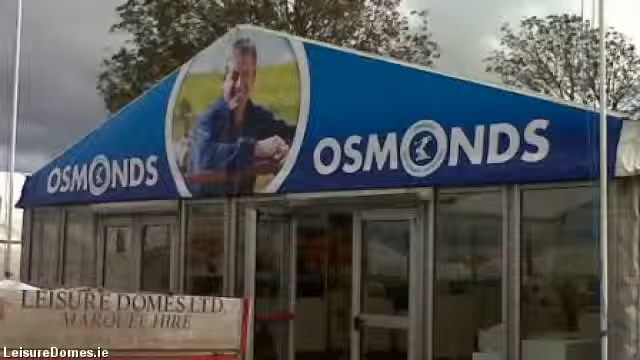 OSMONDS OSMONDS
LEISURE DOMES LTD.
MARQUEE HIRE
LeisureDomes.ie